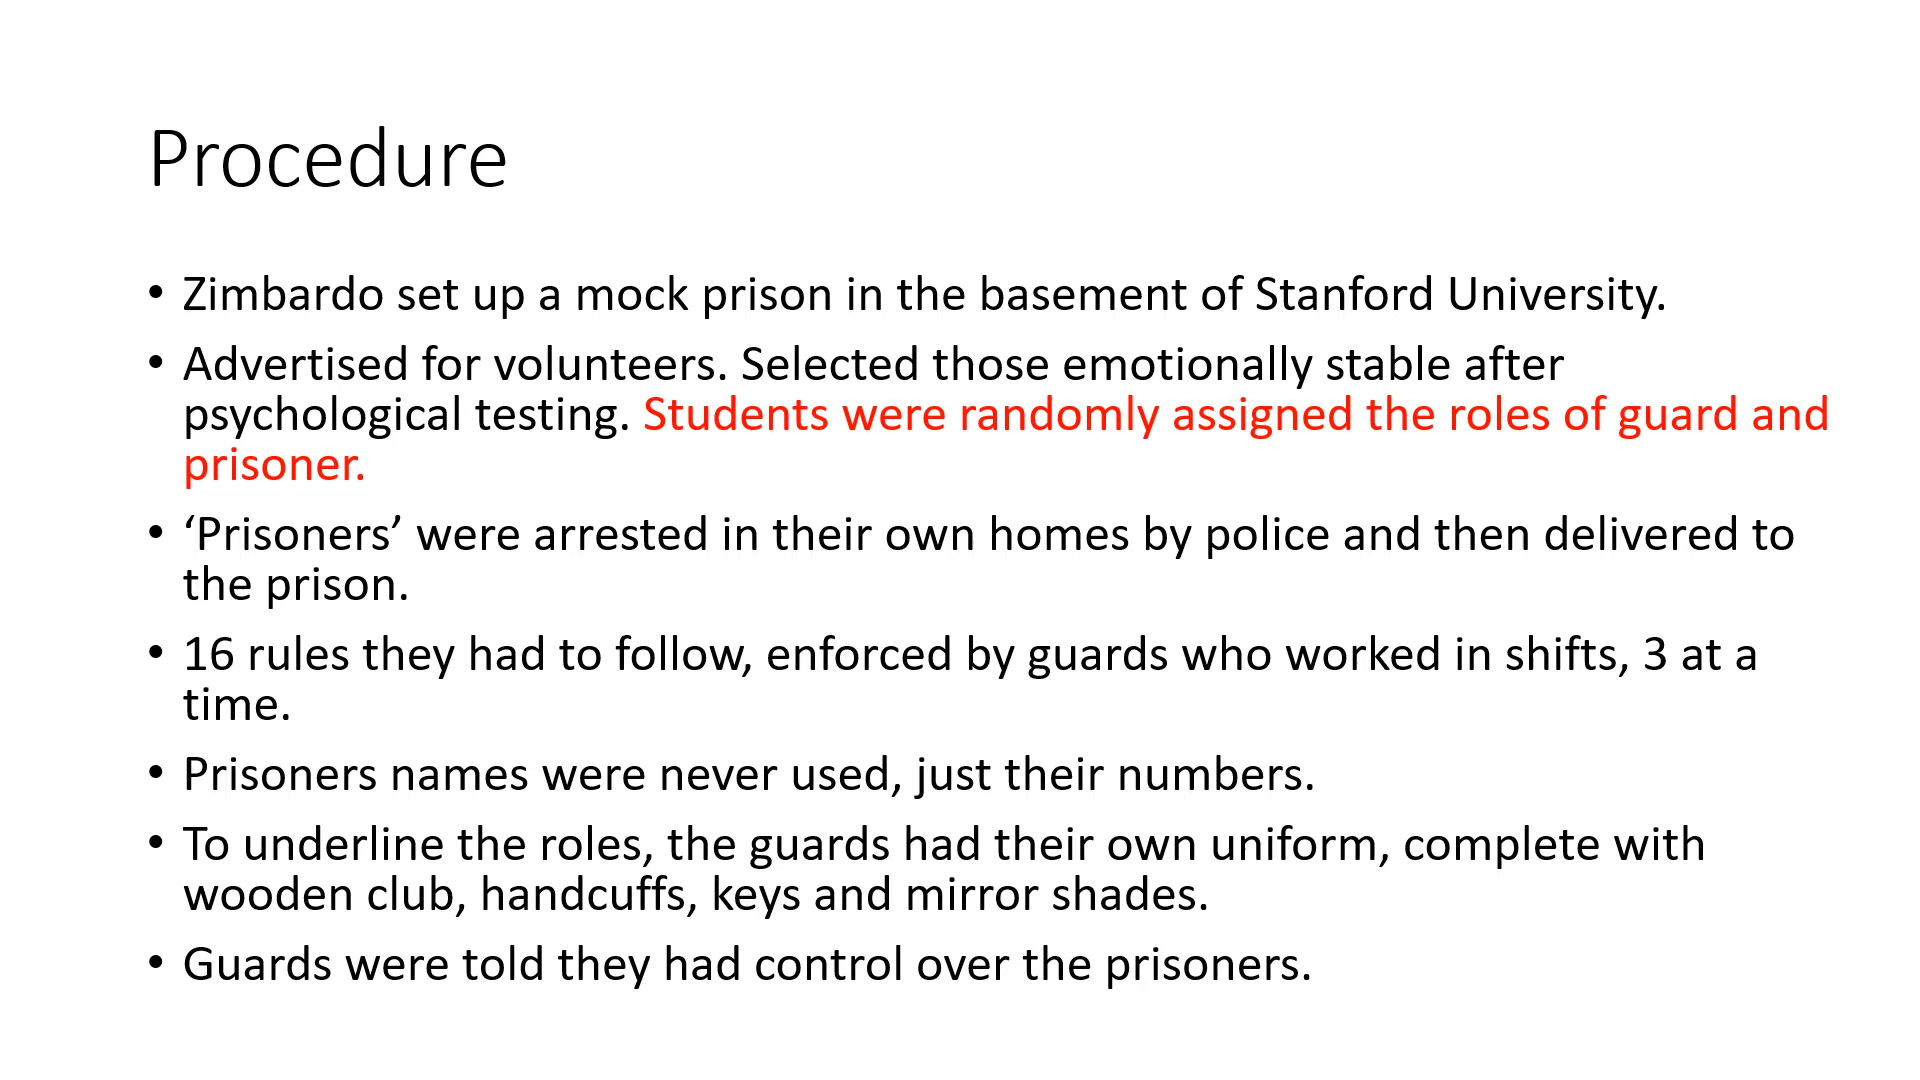 Procedure
• Zimbardo set up a mock prison in the basement of Stanford University.
• Advertised for volunteers. Selected those emotionally stable after
psychological testing. Students were randomly assigned the roles of guard and
prisoner.
• ‘Prisoners’ were arrested in their own homes by police and then delivered to
the prison.
• 16 rules they had to follow, enforced by guards who worked in shifts, 3 at a
time.
• Prisoners names were never used, just their numbers.
• To underline the roles, the guards had their own uniform, complete with
wooden club, handcuffs, keys and mirror shades.
• Guards were told they had control over the prisoners.